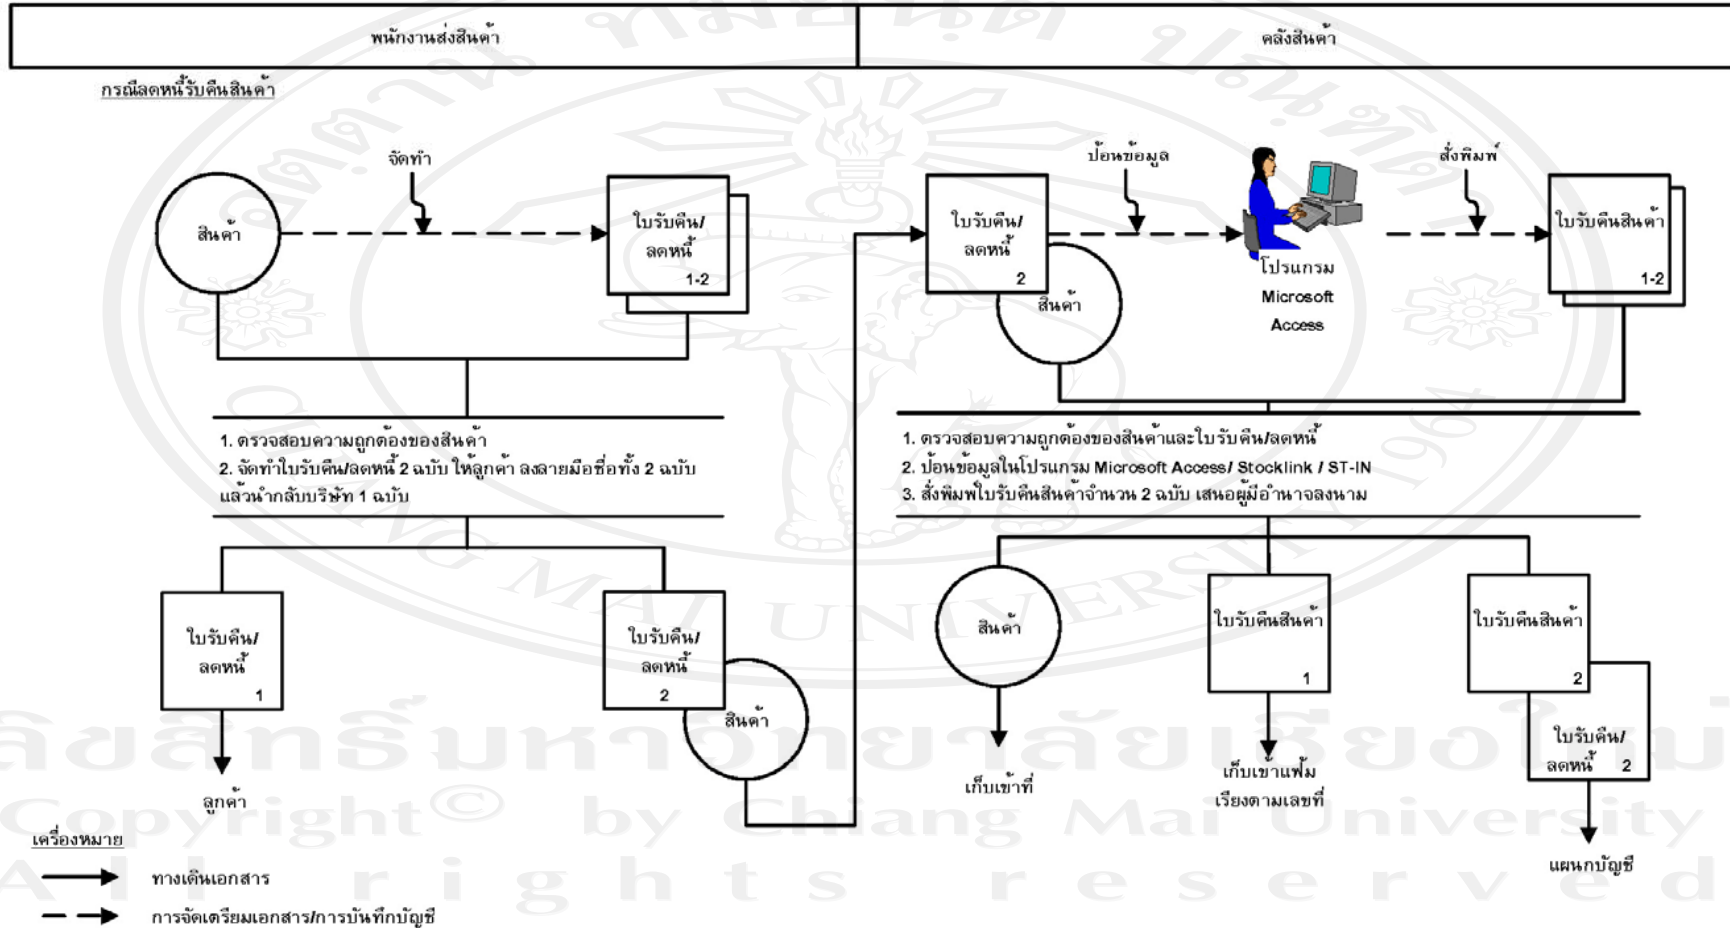 พนักงานส่งสินค้า
คลังสินค้า
กรณีลดหนี้รับคืนสินค้า
จัดทำ
สินค้า
ใบรับคืน/
ลดหนี้
1-2
1. ตรวจสอบความถูกต้องของสินค้า
2. จัดทำใบรับคืน/ลดหนี้ 2 ฉบับ ให้ลูกค้า ลงลายมือชื่อทั้ง 2 ฉบับ
แล้วนำกลับบริษัท 1 ฉบับ
ใบรับคืน/
ลดหนี้
1
ลูกค้า
ใบรับคืน/
ลดหนี้
2
สินค้า
ป้อนข้อมูล
สั่งพิมพ์
ใบรับคืน/
ลดหนี้
2
สินค้า
โปรแกรม
Microsoft
Access
ใบรับคืนสินค้า
1-2
1. ตรวจสอบความถูกต้องของสินค้าและใบรับคืน/ลดหนี้
2. ป้อนข้อมูลในโปรแกรม Microsoft Access/ Stocklink / ST-IN
3. สั่งพิมพ์ใบรับคืนสินค้าจำนวน 2 ฉบับ เสนอผู้มีอำนาจลงนาม
สินค้า
เก็บเข้าที่
ใบรับคืนสินค้า
1
เก็บเข้าแฟ้ม
เรียงตามเลขที่
ใบรับคืนสินค้า
2
ใบรับคืน/
ลดหนี้ 2
แผนกบัญชี
เครื่องหมาย
ทางเดินเอกสาร
การจัดเตรียมเอกสาร/การบันทึกบัญชี
CHIANG MAI UNIVERSITY 1964
Copyright © by Chiang Mai University
All rights reserved